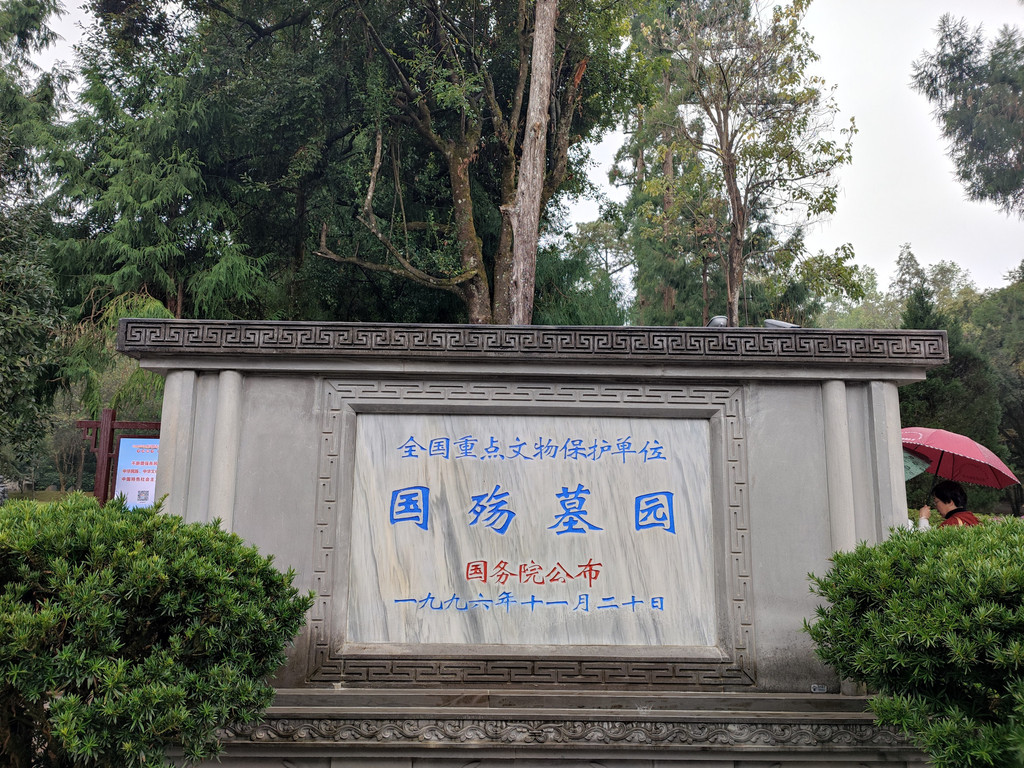 全国重点文物保护单位
国殇墓园
国务院公布
一九九六年十一月二十日